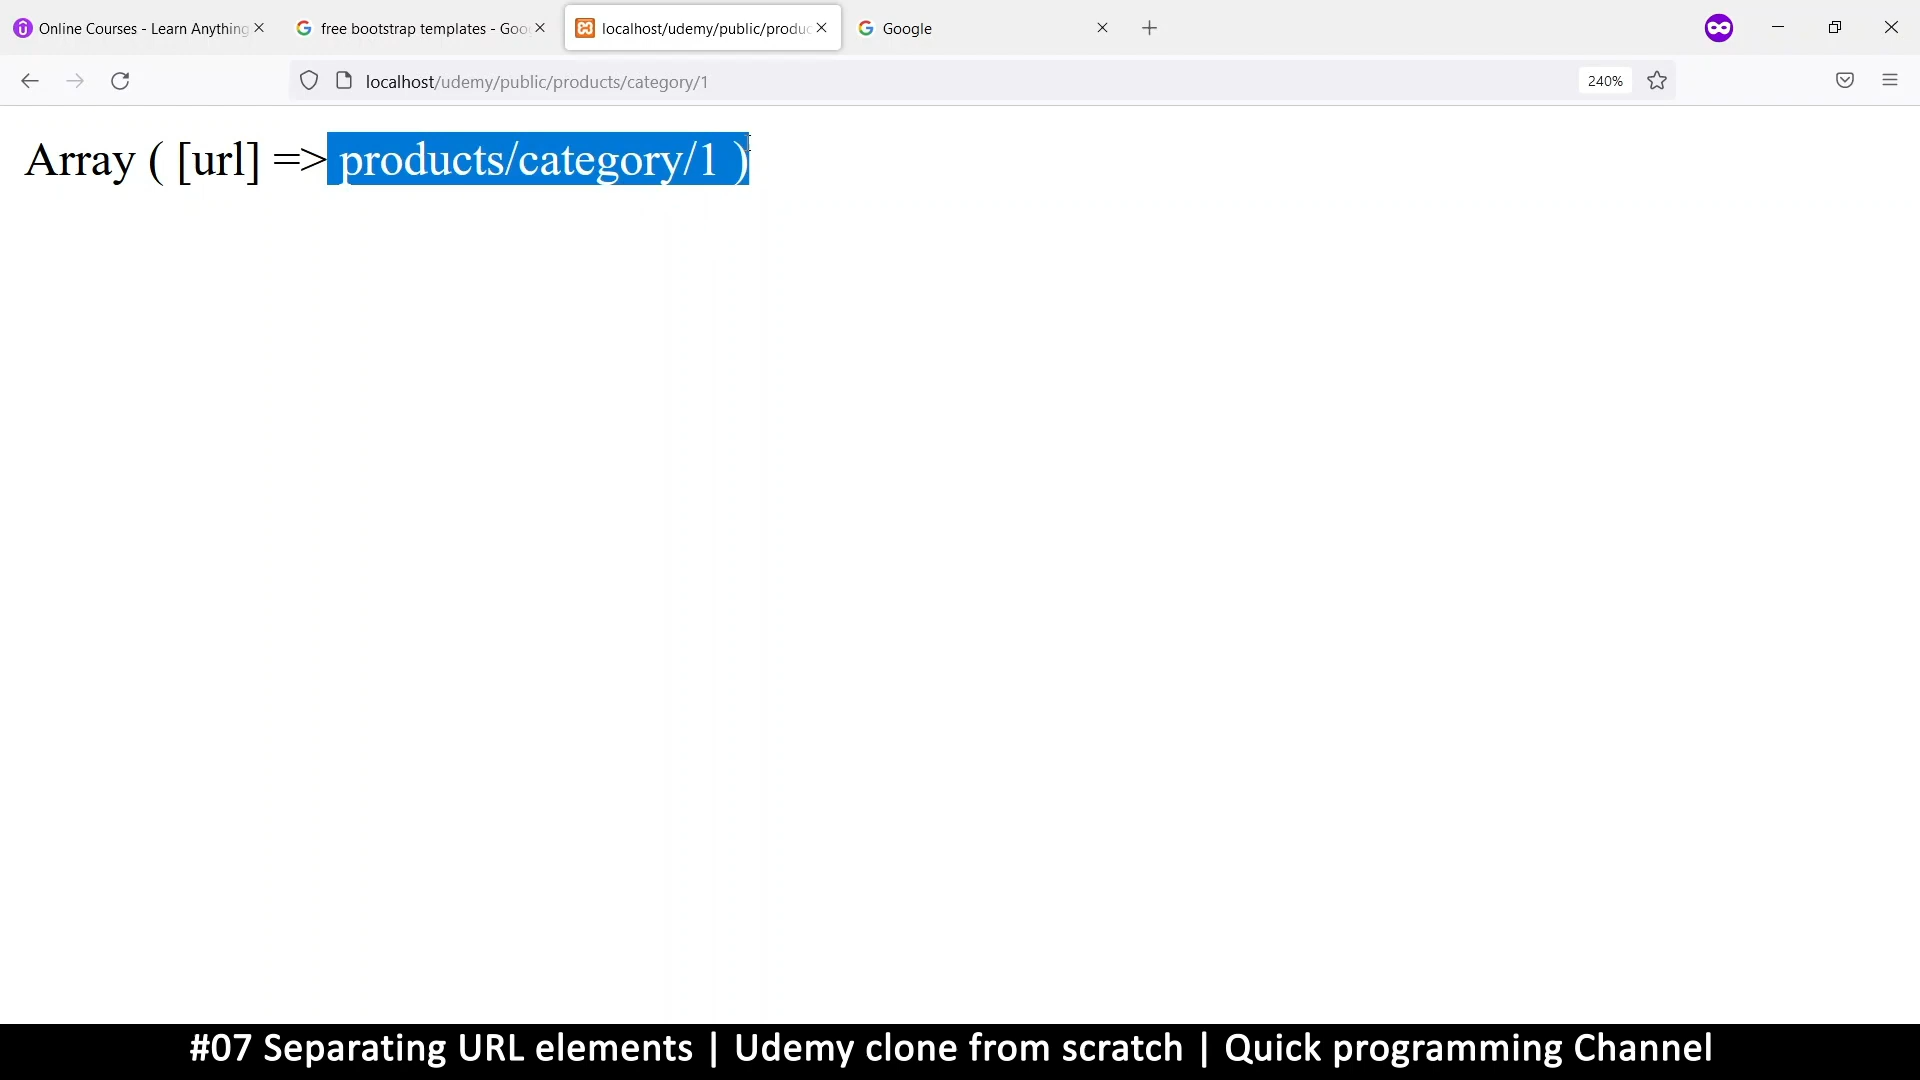 Online Courses - Learn Anything
free bootstrap templates - Goo
localhost/udemy/public/produc
Google
localhost/udemy/public/products/category/1
240%
Array ( [url] => products/category/1 )
#07 Separating URL elements | Udemy clone from scratch | Quick programming Channel